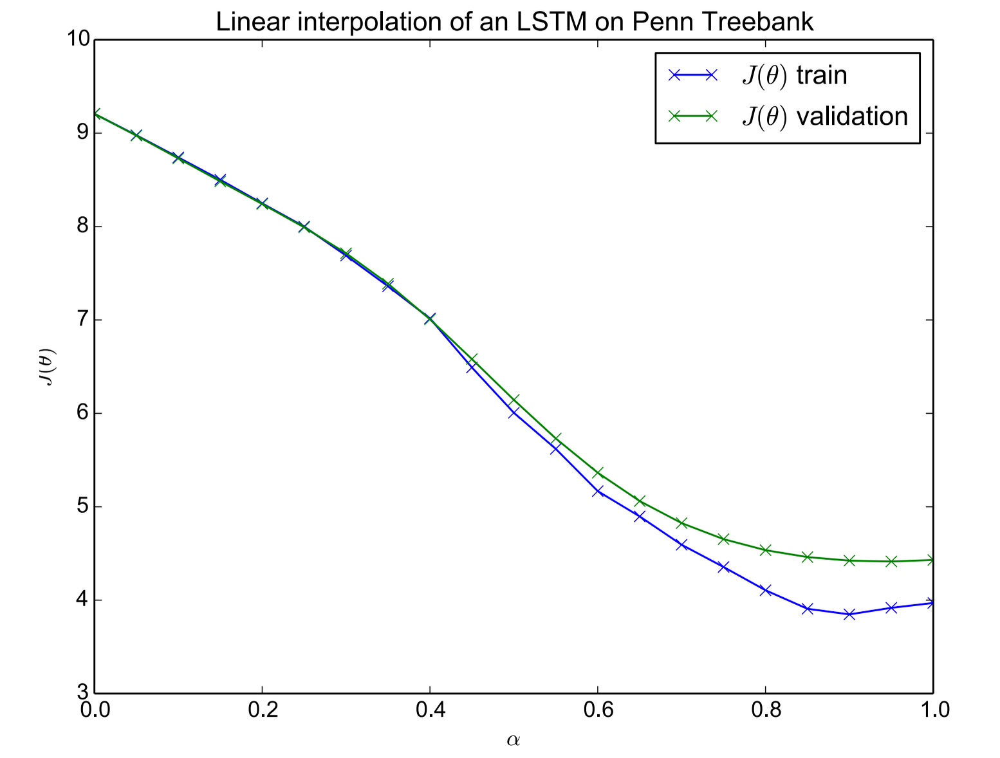 Linear interpolation of an LSTM on Penn Treebank
10
9
8
7
6
5
4
3
J(θ)
J(θ) train
J(θ) validation
0.0 0.2 0.4 0.6 0.8 1.0
α